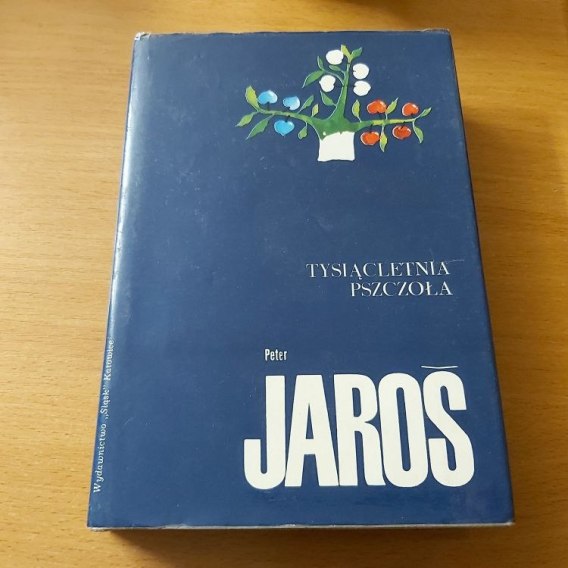 TYSIĄCLETNIA
PSZCZOŁA
Peter
JAROŠ
Wydawnictwo „Śląsk” Katowice